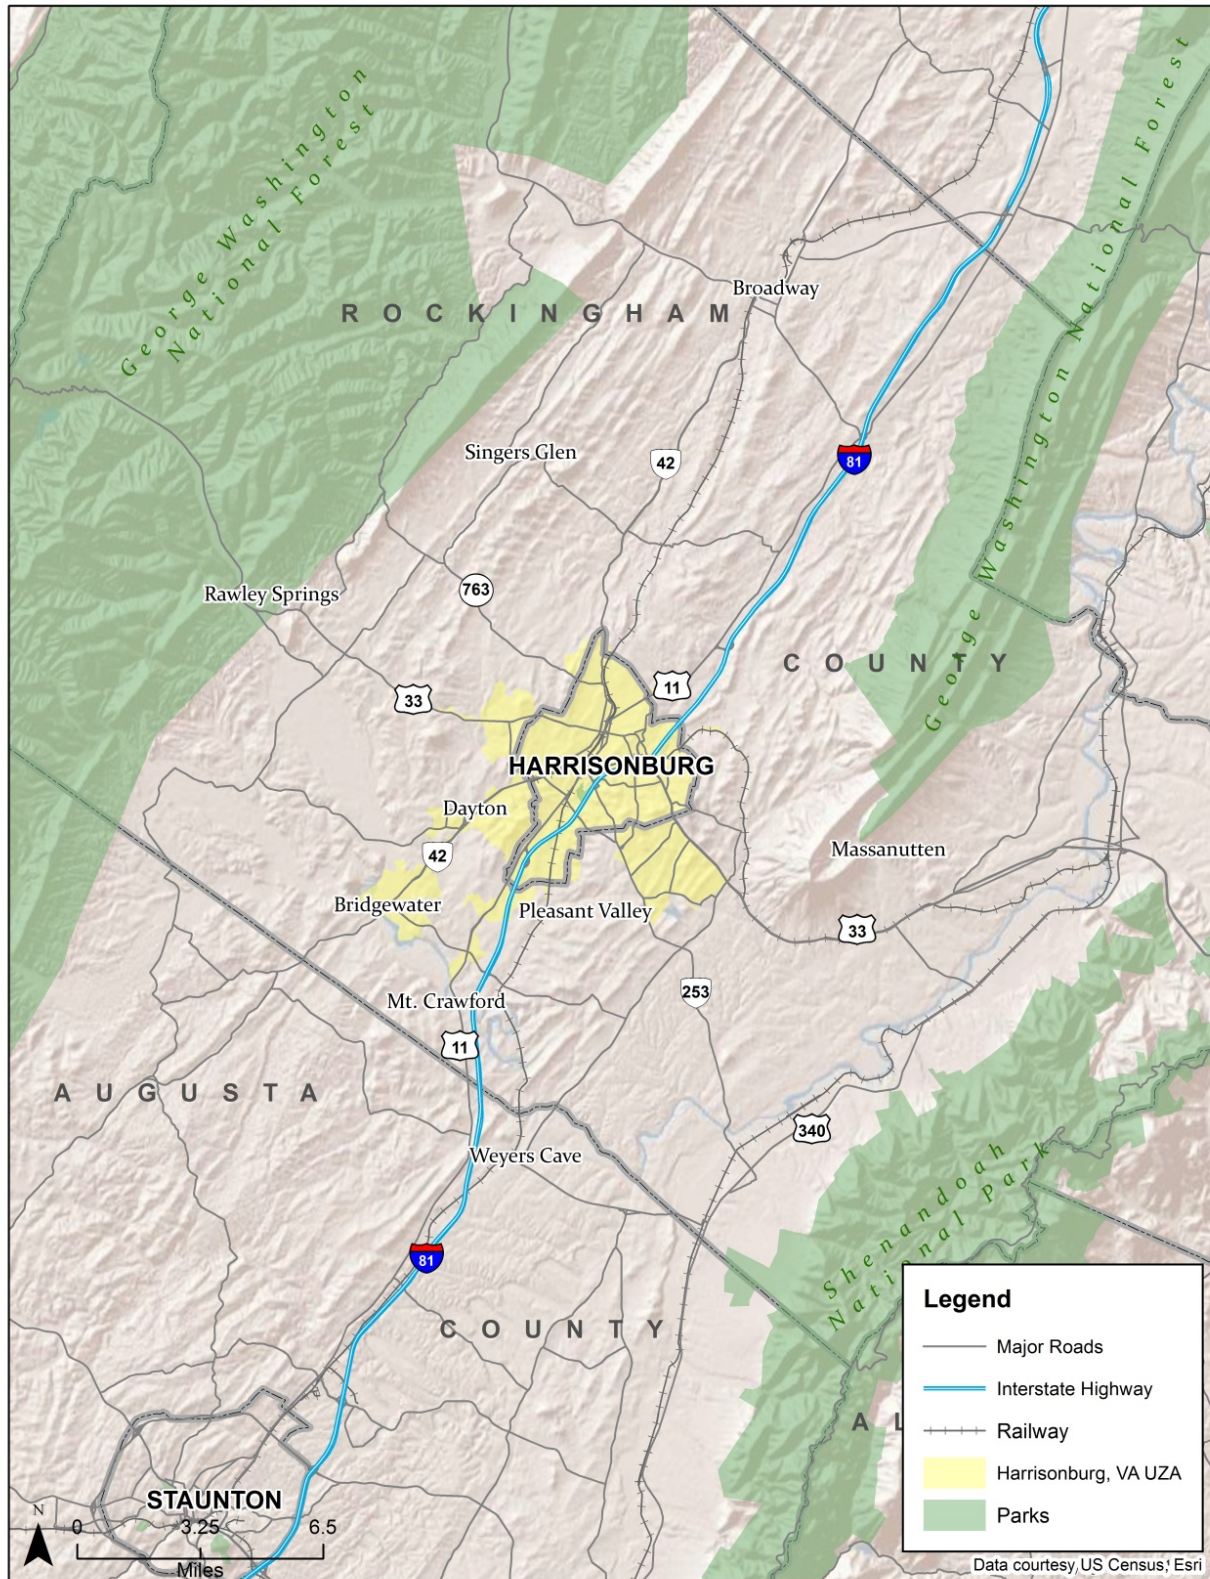 George Washington
National Forest
George Washington National Forest
ROCKINGHAM
Broadway
Singers Glen
42
81
Rawley Springs
763
COUNTY
33
11
HARRISONBURG
Dayton
42
Massanutten
Bridgewater
Pleasant Valley
33
253
Mt. Crawford
11
AUGUSTA
340
Weyers Cave
Shenandoah
National Park
81
COUNTY
AL
STAUNTON
N
0 3.25 6.5
Miles
Legend
Major Roads
Interstate Highway
Railway
Harrisonburg, VA UZA
Parks
Data courtesy US Census, Esri